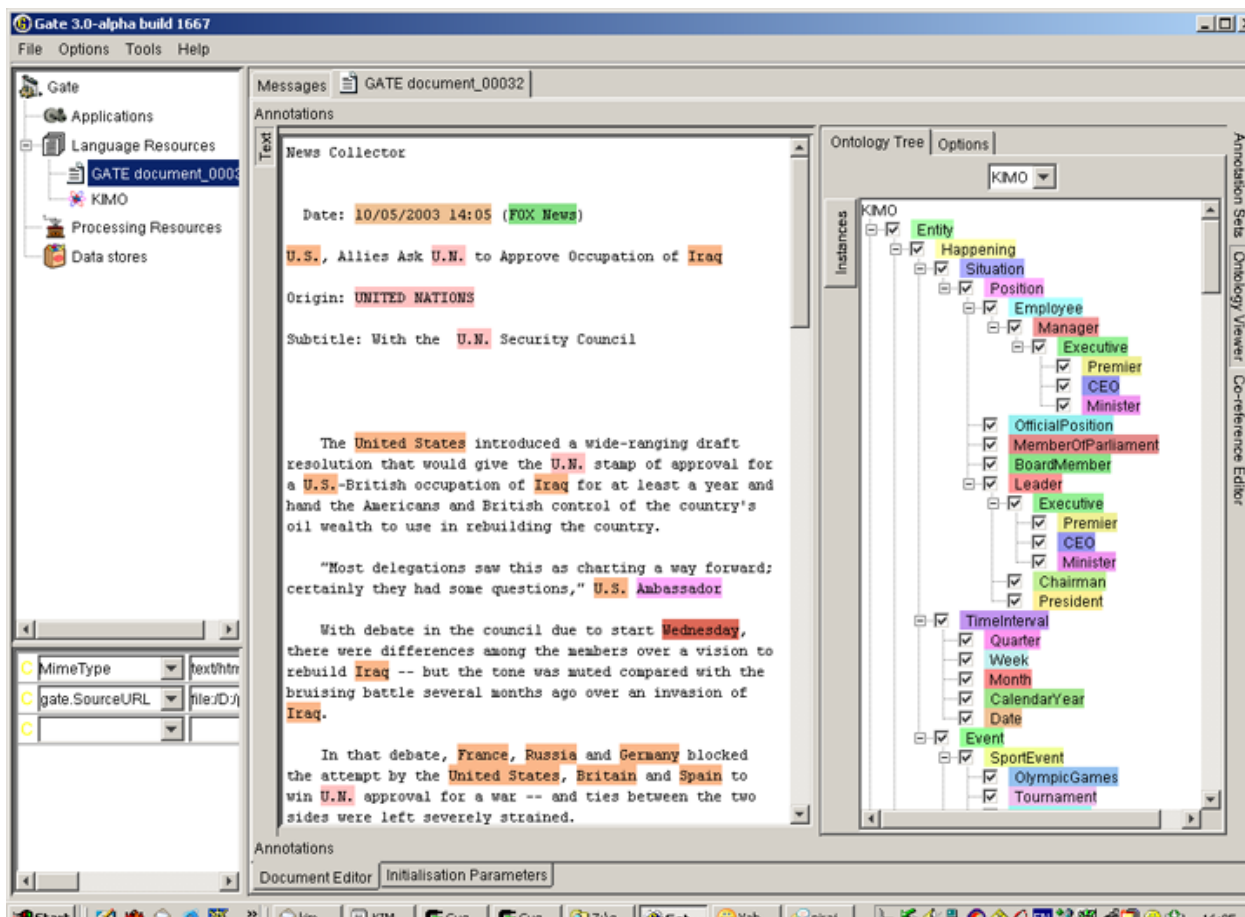 Gate 3.0-alpha build 1667
File Options Tools Help
Gate
Applications
Language Resources
GATE document_0003
KIMO
Processing Resources
Data stores
MimeType text/htm
gate.SourceURL file:/D:/
C
Messages GATE document_00032
Annotations
Text
News Collector
Date: 10/05/2003 14:05 (FOX News)
U.S., Allies Ask U.N. to Approve Occupation of Iraq
Origin: UNITED NATIONS
Subtitle: With the U.N. Security Council
The United States introduced a wide-ranging draft
resolution that would give the U.N. stamp of approval for
a U.S.-British occupation of Iraq for at least a year and
hand the Americans and British control of the country's
oil wealth to use in rebuilding the country.
"Most delegations saw this as charting a way forward;
certainly they had some questions," U.S. Ambassador
With debate in the council due to start Wednesday,
there were differences among the members over a vision to
rebuild Iraq -- but the tone was muted compared with the
bruising battle several months ago over an invasion of
Iraq.
In that debate, France, Russia and Germany blocked
the attempt by the United States, Britain and Spain to
win U.N. approval for a war -- and ties between the two
sides were left severely strained.
Annotations
Document Editor Initialisation Parameters
Ontology Tree Options
KIMO
Instances
KIMO
Entity
Happening
Situation
Position
Employee
Manager
Executive
Premier
CEO
Minister
OfficialPosition
MemberOfParliament
BoardMember
Leader
Executive
Premier
CEO
Minister
Chairman
President
TimeInterval
Quarter
Week
Month
CalendarYear
Date
Event
SportEvent
OlympicGames
Tournament
Annotation Sets
Ontology Viewer
Co-reference Editor